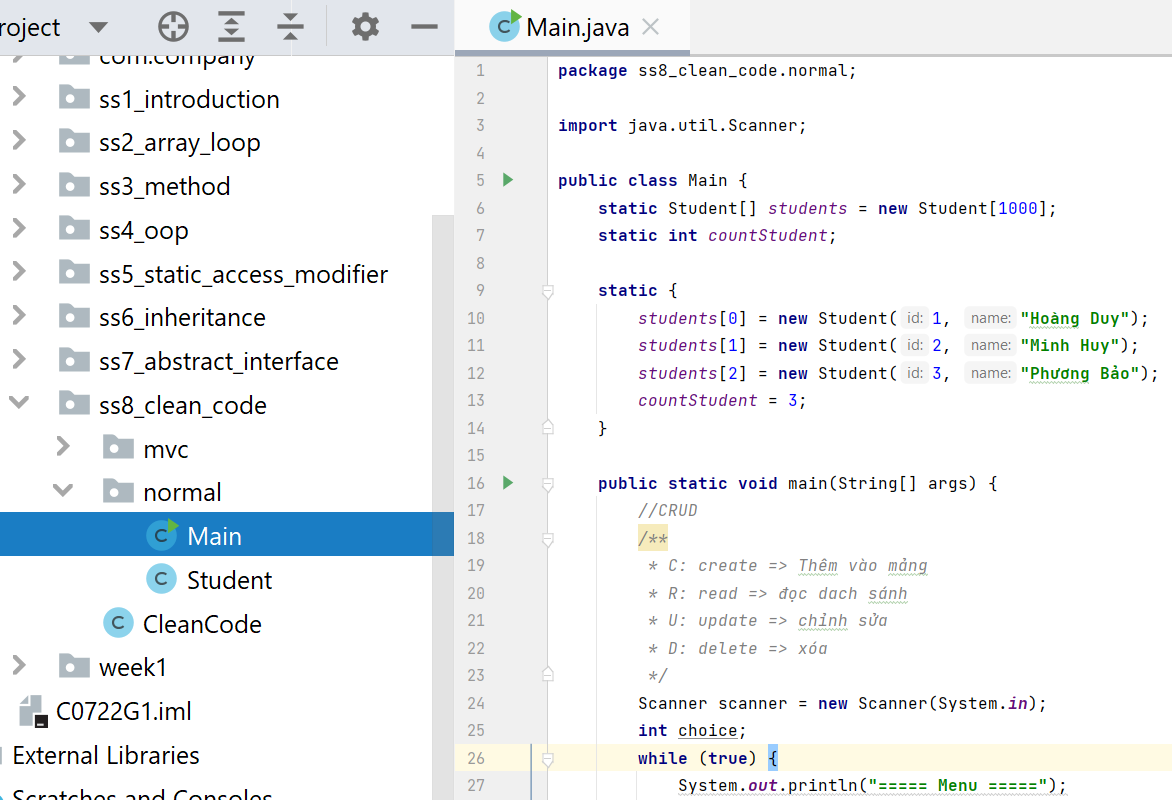 roject
Main.java
com.company
ss1_introduction
ss2_array_loop
ss3_method
ss4_oop
ss5_static_access_modifier
ss6_inheritance
ss7_abstract_interface
ss8_clean_code
mvc
normal
C Main
C Student
C CleanCode
week1
C0722G1.iml
External Libraries
Scratches and Consoles
C Main.java
1 package ss8_clean_code.normal;
2
3 import java.util.Scanner;
4
5 public class Main {
6 static Student[] students = new Student[1000];
7 static int countStudent;
8
9 static {
10 students[0] = new Student( id: 1, name: "Hoàng Duy");
11 students[1] = new Student( id: 2, name: "Minh Huy");
12 students[2] = new Student( id: 3, name: "Phương Bảo");
13 countStudent = 3;
14 }
15
16 public static void main(String[] args) {
17 //CRUD
18 /**
19 * C: create => Thêm vào mảng
20 * R: read => đọc dach sánh
21 * U: update => chỉnh sửa
22 * D: delete => xóa
23 */
24 Scanner scanner = new Scanner(System.in);
25 int choice;
26 while (true) {
27 System.out.println("===== Menu =====");